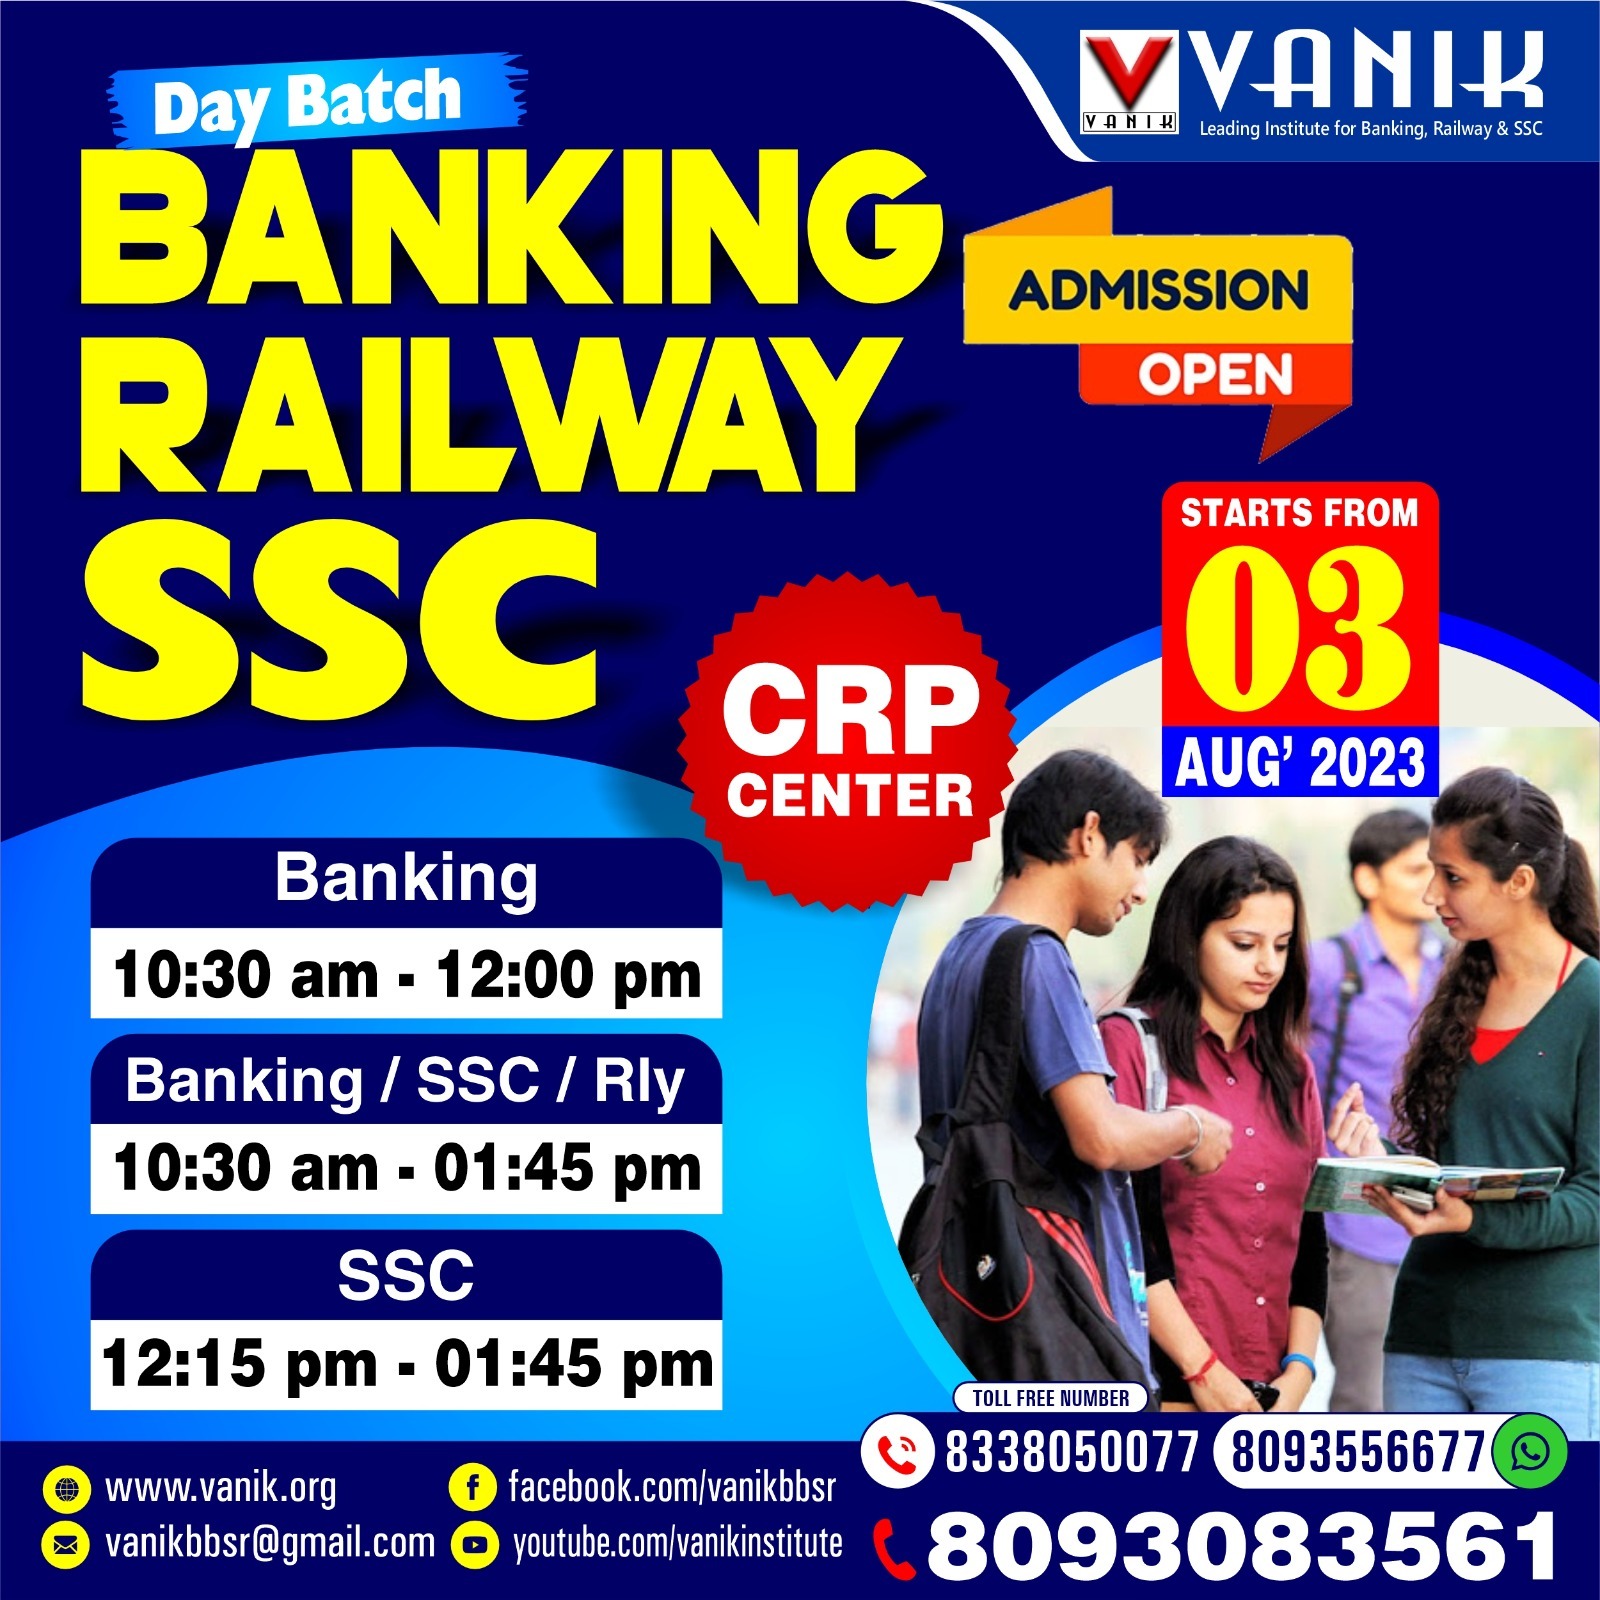 Day Batch
BANKING
RAILWAY
SSC
VANIK
VANIK
Leading Institute for Banking, Railway & SSC
ADMISSION
OPEN
STARTS FROM
03
AUG' 2023
CRP
CENTER
Banking
10:30 am - 12:00 pm
Banking / SSC / Rly
10:30 am - 01:45 pm
SSC
12:15 pm - 01:45 pm
TOLL FREE NUMBER
8338050077 8093556677
8093083561
www.vanik.org
facebook.com/vanikbbsr
vanikbbsr@gmail.com
youtube.com/vanikinstitute